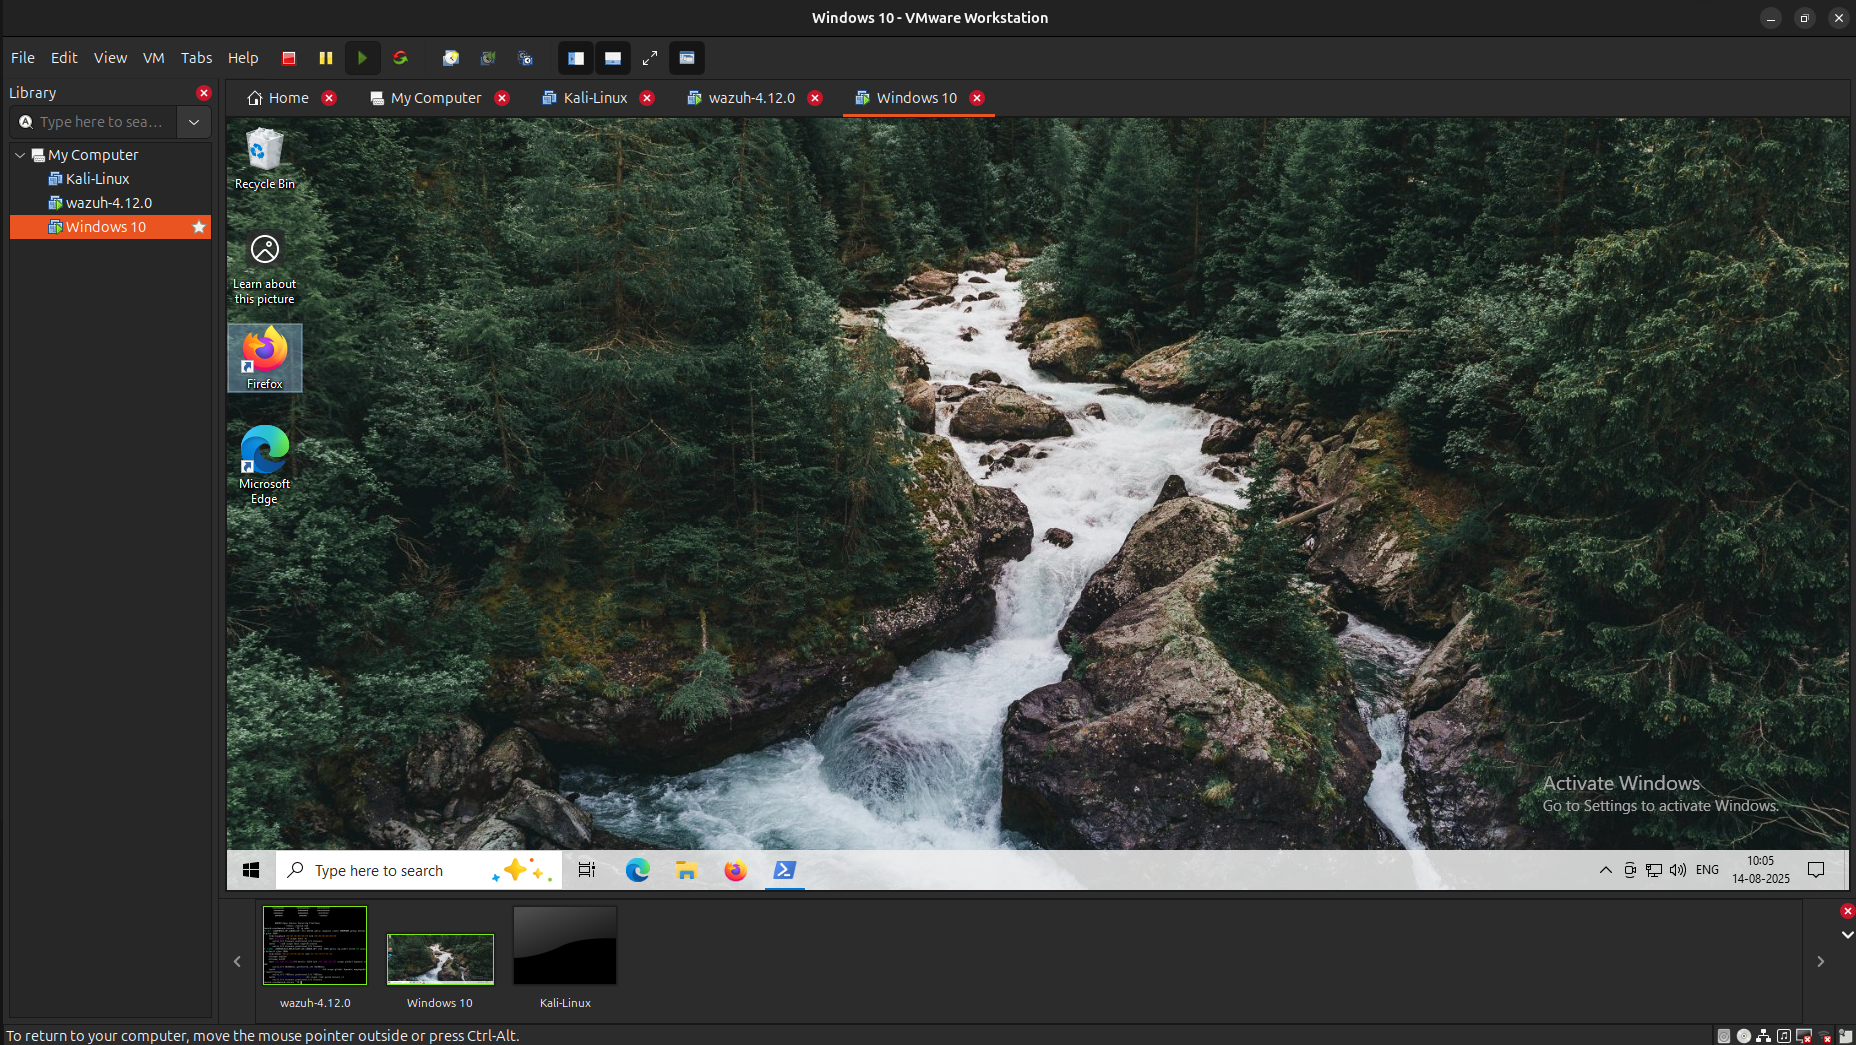 Windows 10 - VMware Workstation
File Edit View VM Tabs Help
Library
Type here to sea...
My Computer
Kali-Linux
wazuh-4.12.0
Windows 10
Home
My Computer
Kali-Linux
wazuh-4.12.0
Windows 10
Recycle Bin
Learn about
this picture
Firefox
Microsoft
Edge
Activate Windows
Go to Settings to activate Windows.
Type here to search
ENG
10:05
14-08-2025
wazuh-4.12.0
Windows 10
Kali-Linux
To return to your computer, move the mouse pointer outside or press Ctrl-Alt.